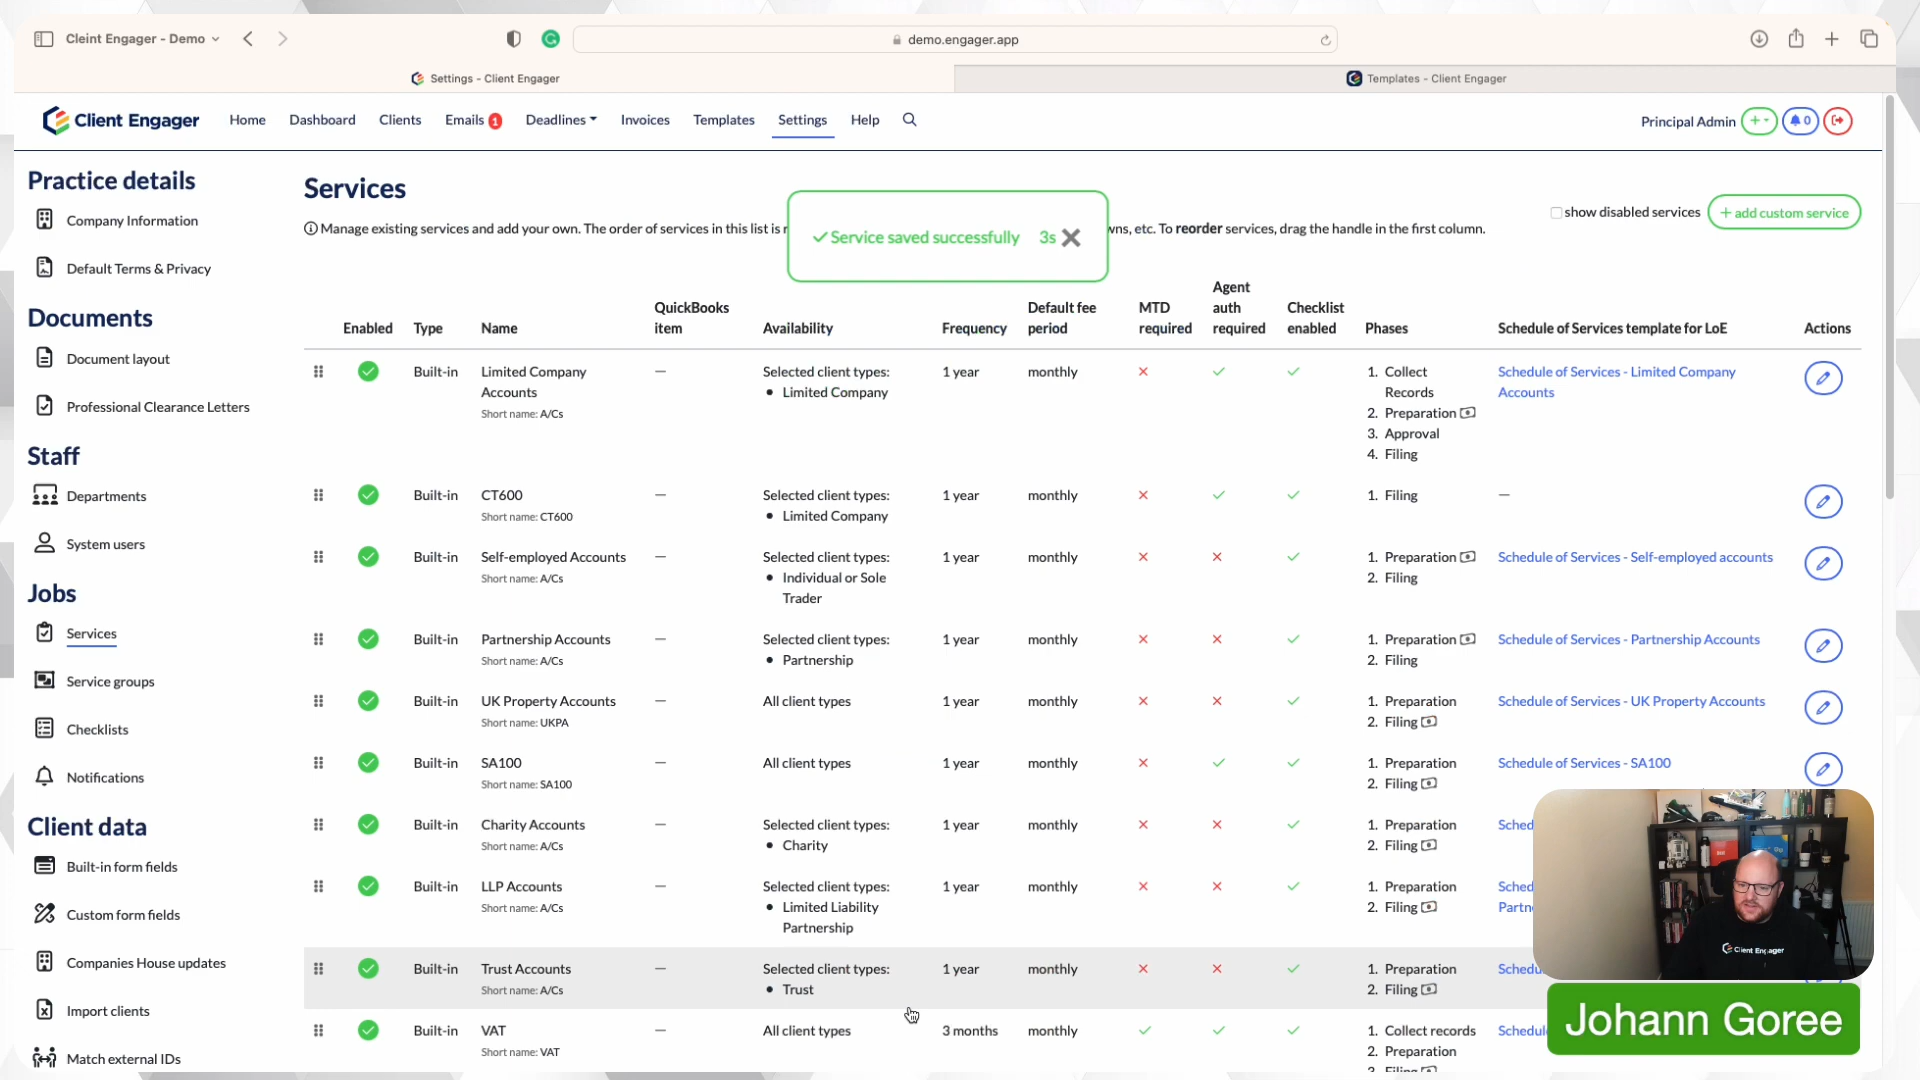 Cleint Engager - Demo
demo.engager.app
Settings - Client Engager
Templates - Client Engager
Client Engager
Home
Dashboard
Clients
Emails 1
Deadlines
Invoices
Templates
Settings
Help
Principal Admin
0
Practice details
Company Information
Default Terms & Privacy
Documents
Document layout
Professional Clearance Letters
Staff
Departments
System users
Jobs
Services
Service groups
Checklists
Notifications
Client data
Built-in form fields
Custom form fields
Companies House updates
Import clients
Match external IDs
Services
show disabled services
+ add custom service
Manage existing services and add your own. The order of services in this list is
etc. To reorder services, drag the handle in the first column.
Service saved successfully 3s
Enabled
Type
Name
QuickBooks item
Availability
Frequency
Default fee period
MTD required
Agent auth required
Checklist enabled
Phases
Schedule of Services template for LoE
Actions
Built-in
Limited Company Accounts
Short name: A/Cs
—
Selected client types:
• Limited Company
1 year
monthly
1. Collect Records
2. Preparation
3. Approval
4. Filing
Schedule of Services - Limited Company Accounts
Built-in
CT600
Short name: CT600
—
Selected client types:
• Limited Company
1 year
monthly
1. Filing
—
Built-in
Self-employed Accounts
Short name: A/Cs
—
Selected client types:
• Individual or Sole Trader
1 year
monthly
1. Preparation
2. Filing
Schedule of Services - Self-employed accounts
Built-in
Partnership Accounts
Short name: A/Cs
—
Selected client types:
• Partnership
1 year
monthly
1. Preparation
2. Filing
Schedule of Services - Partnership Accounts
Built-in
UK Property Accounts
Short name: UKPA
—
All client types
1 year
monthly
1. Preparation
2. Filing
Schedule of Services - UK Property Accounts
Built-in
SA100
Short name: SA100
—
All client types
1 year
monthly
1. Preparation
2. Filing
Schedule of Services - SA100
Built-in
Charity Accounts
Short name: A/Cs
—
Selected client types:
• Charity
1 year
monthly
1. Preparation
2. Filing
Sched
Built-in
LLP Accounts
Short name: A/Cs
—
Selected client types:
• Limited Liability Partnership
1 year
monthly
1. Preparation
2. Filing
Sched
Partn
Built-in
Trust Accounts
Short name: A/Cs
—
Selected client types:
• Trust
1 year
monthly
1. Preparation
2. Filing
Schedu
Built-in
VAT
Short name: VAT
—
All client types
3 months
monthly
1. Collect records
2. Preparation
3. Filing
Schedul
Client Engager
Johann Goree